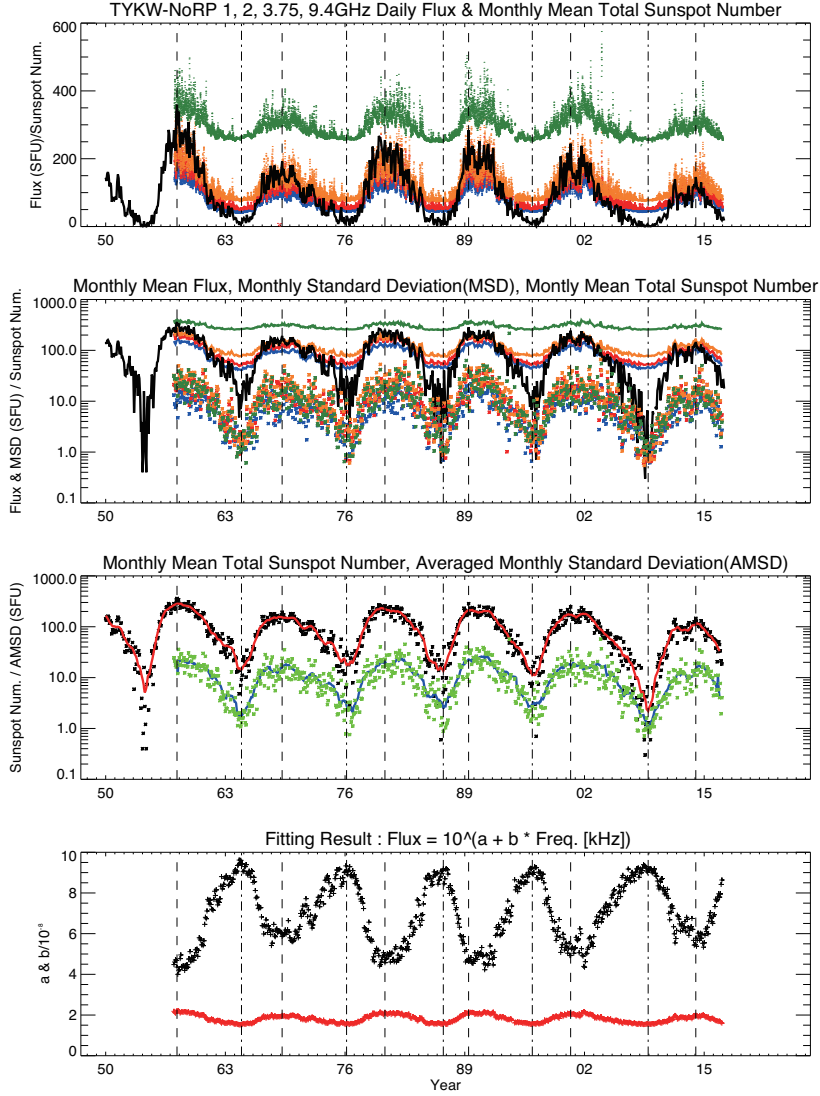 TYKW-NoRP 1, 2, 3.75, 9.4GHz Daily Flux & Monthly Mean Total Sunspot Number
600
400
200
0
Flux (SFU)/Sunspot Num.
50 63 76 89 02 15
Monthly Mean Flux, Monthly Standard Deviation(MSD), Montly Mean Total Sunspot Number
1000.0
100.0
10.0
1.0
0.1
Flux & MSD (SFU) / Sunspot Num.
50 63 76 89 02 15
Monthly Mean Total Sunspot Number, Averaged Monthly Standard Deviation(AMSD)
1000.0
100.0
10.0
1.0
0.1
Sunspot Num. / AMSD (SFU)
50 63 76 89 02 15
Fitting Result : Flux = 10^(a + b * Freq. [kHz])
10
8
6
4
2
0
a & b/10⁻⁸
50 63 76 89 02 15
Year